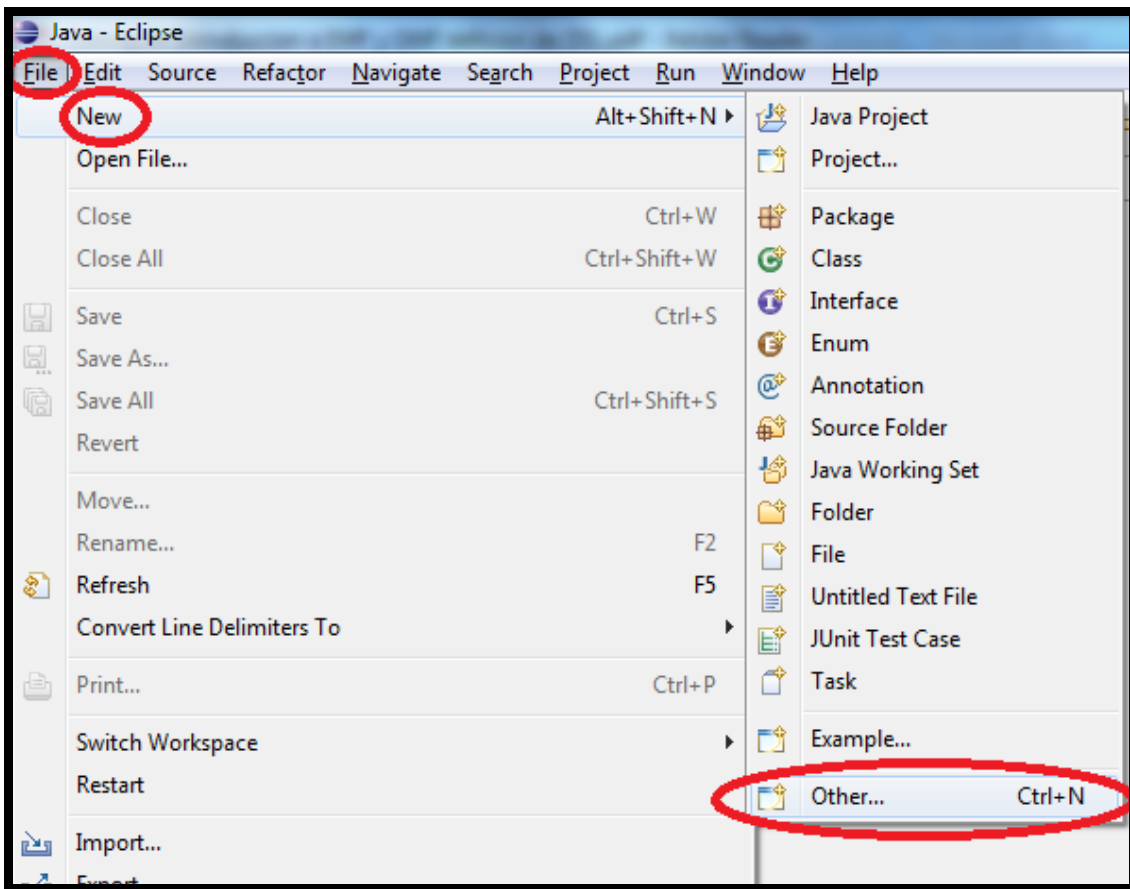 Java - Eclipse
File Edit Source Refactor Navigate Search Project Run Window Help
New Alt+Shift+N
Open File...
Close Ctrl+W
Close All Ctrl+Shift+W
Save Ctrl+S
Save As...
Save All Ctrl+Shift+S
Revert
Move...
Rename... F2
Refresh F5
Convert Line Delimiters To
Print... Ctrl+P
Switch Workspace
Restart
Import...
Java Project
Project...
Package
Class
Interface
Enum
Annotation
Source Folder
Java Working Set
Folder
File
Untitled Text File
JUnit Test Case
Task
Example...
Other... Ctrl+N